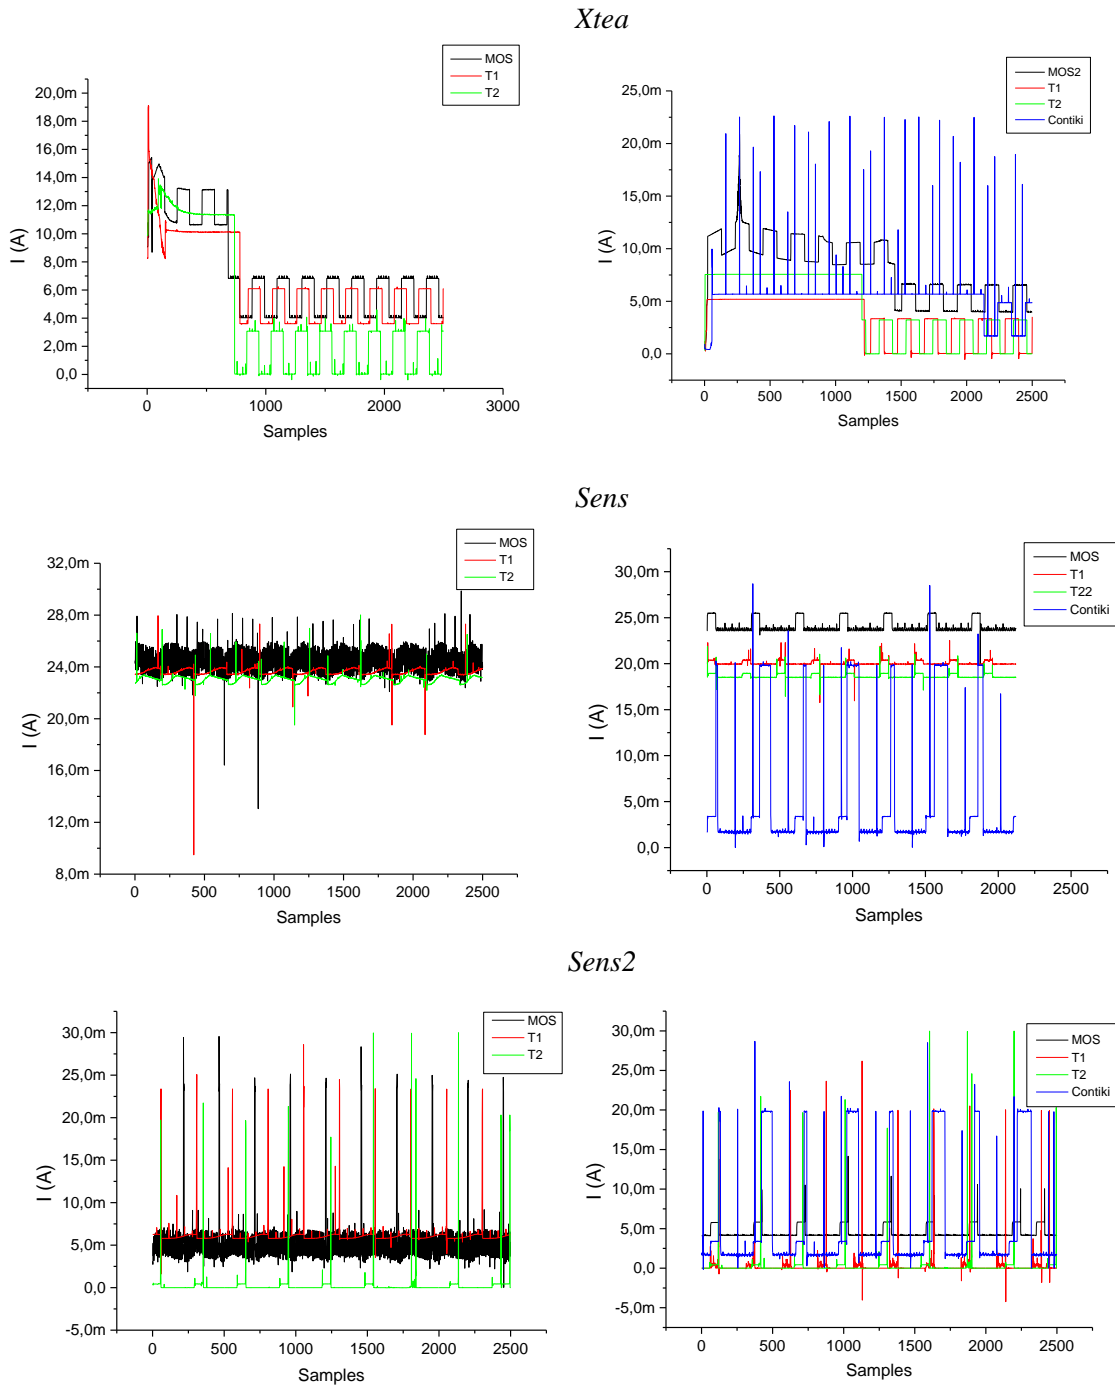 Xtea
MOS
T1
T2
20,0m
18,0m
16,0m
14,0m
12,0m
10,0m
8,0m
6,0m
4,0m
2,0m
0,0
I (A)
0
1000
2000
3000
Samples
MOS2
T1
T2
Contiki
25,0m
20,0m
15,0m
10,0m
5,0m
0,0
I (A)
0
500
1000
1500
2000
2500
Samples
Sens
MOS
T1
T2
32,0m
28,0m
24,0m
20,0m
16,0m
12,0m
8,0m
I (A)
0
500
1000
1500
2000
2500
Samples
MOS
T1
T22
Contiki
30,0m
25,0m
20,0m
15,0m
10,0m
5,0m
0,0
I (A)
0
500
1000
1500
2000
2500
Samples
Sens2
MOS
T1
T2
30,0m
25,0m
20,0m
15,0m
10,0m
5,0m
0,0
-5,0m
I (A)
0
500
1000
1500
2000
2500
Samples
MOS
T1
T2
Contiki
30,0m
25,0m
20,0m
15,0m
10,0m
5,0m
0,0
-5,0m
I (A)
0
500
1000
1500
2000
2500
Samples